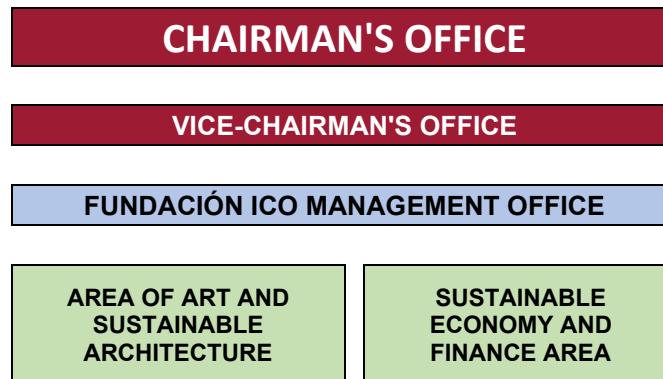 CHAIRMAN'S OFFICE
VICE-CHAIRMAN'S OFFICE
FUNDACIÓN ICO MANAGEMENT OFFICE
AREA OF ART AND
SUSTAINABLE
ARCHITECTURE
SUSTAINABLE
ECONOMY AND
FINANCE AREA